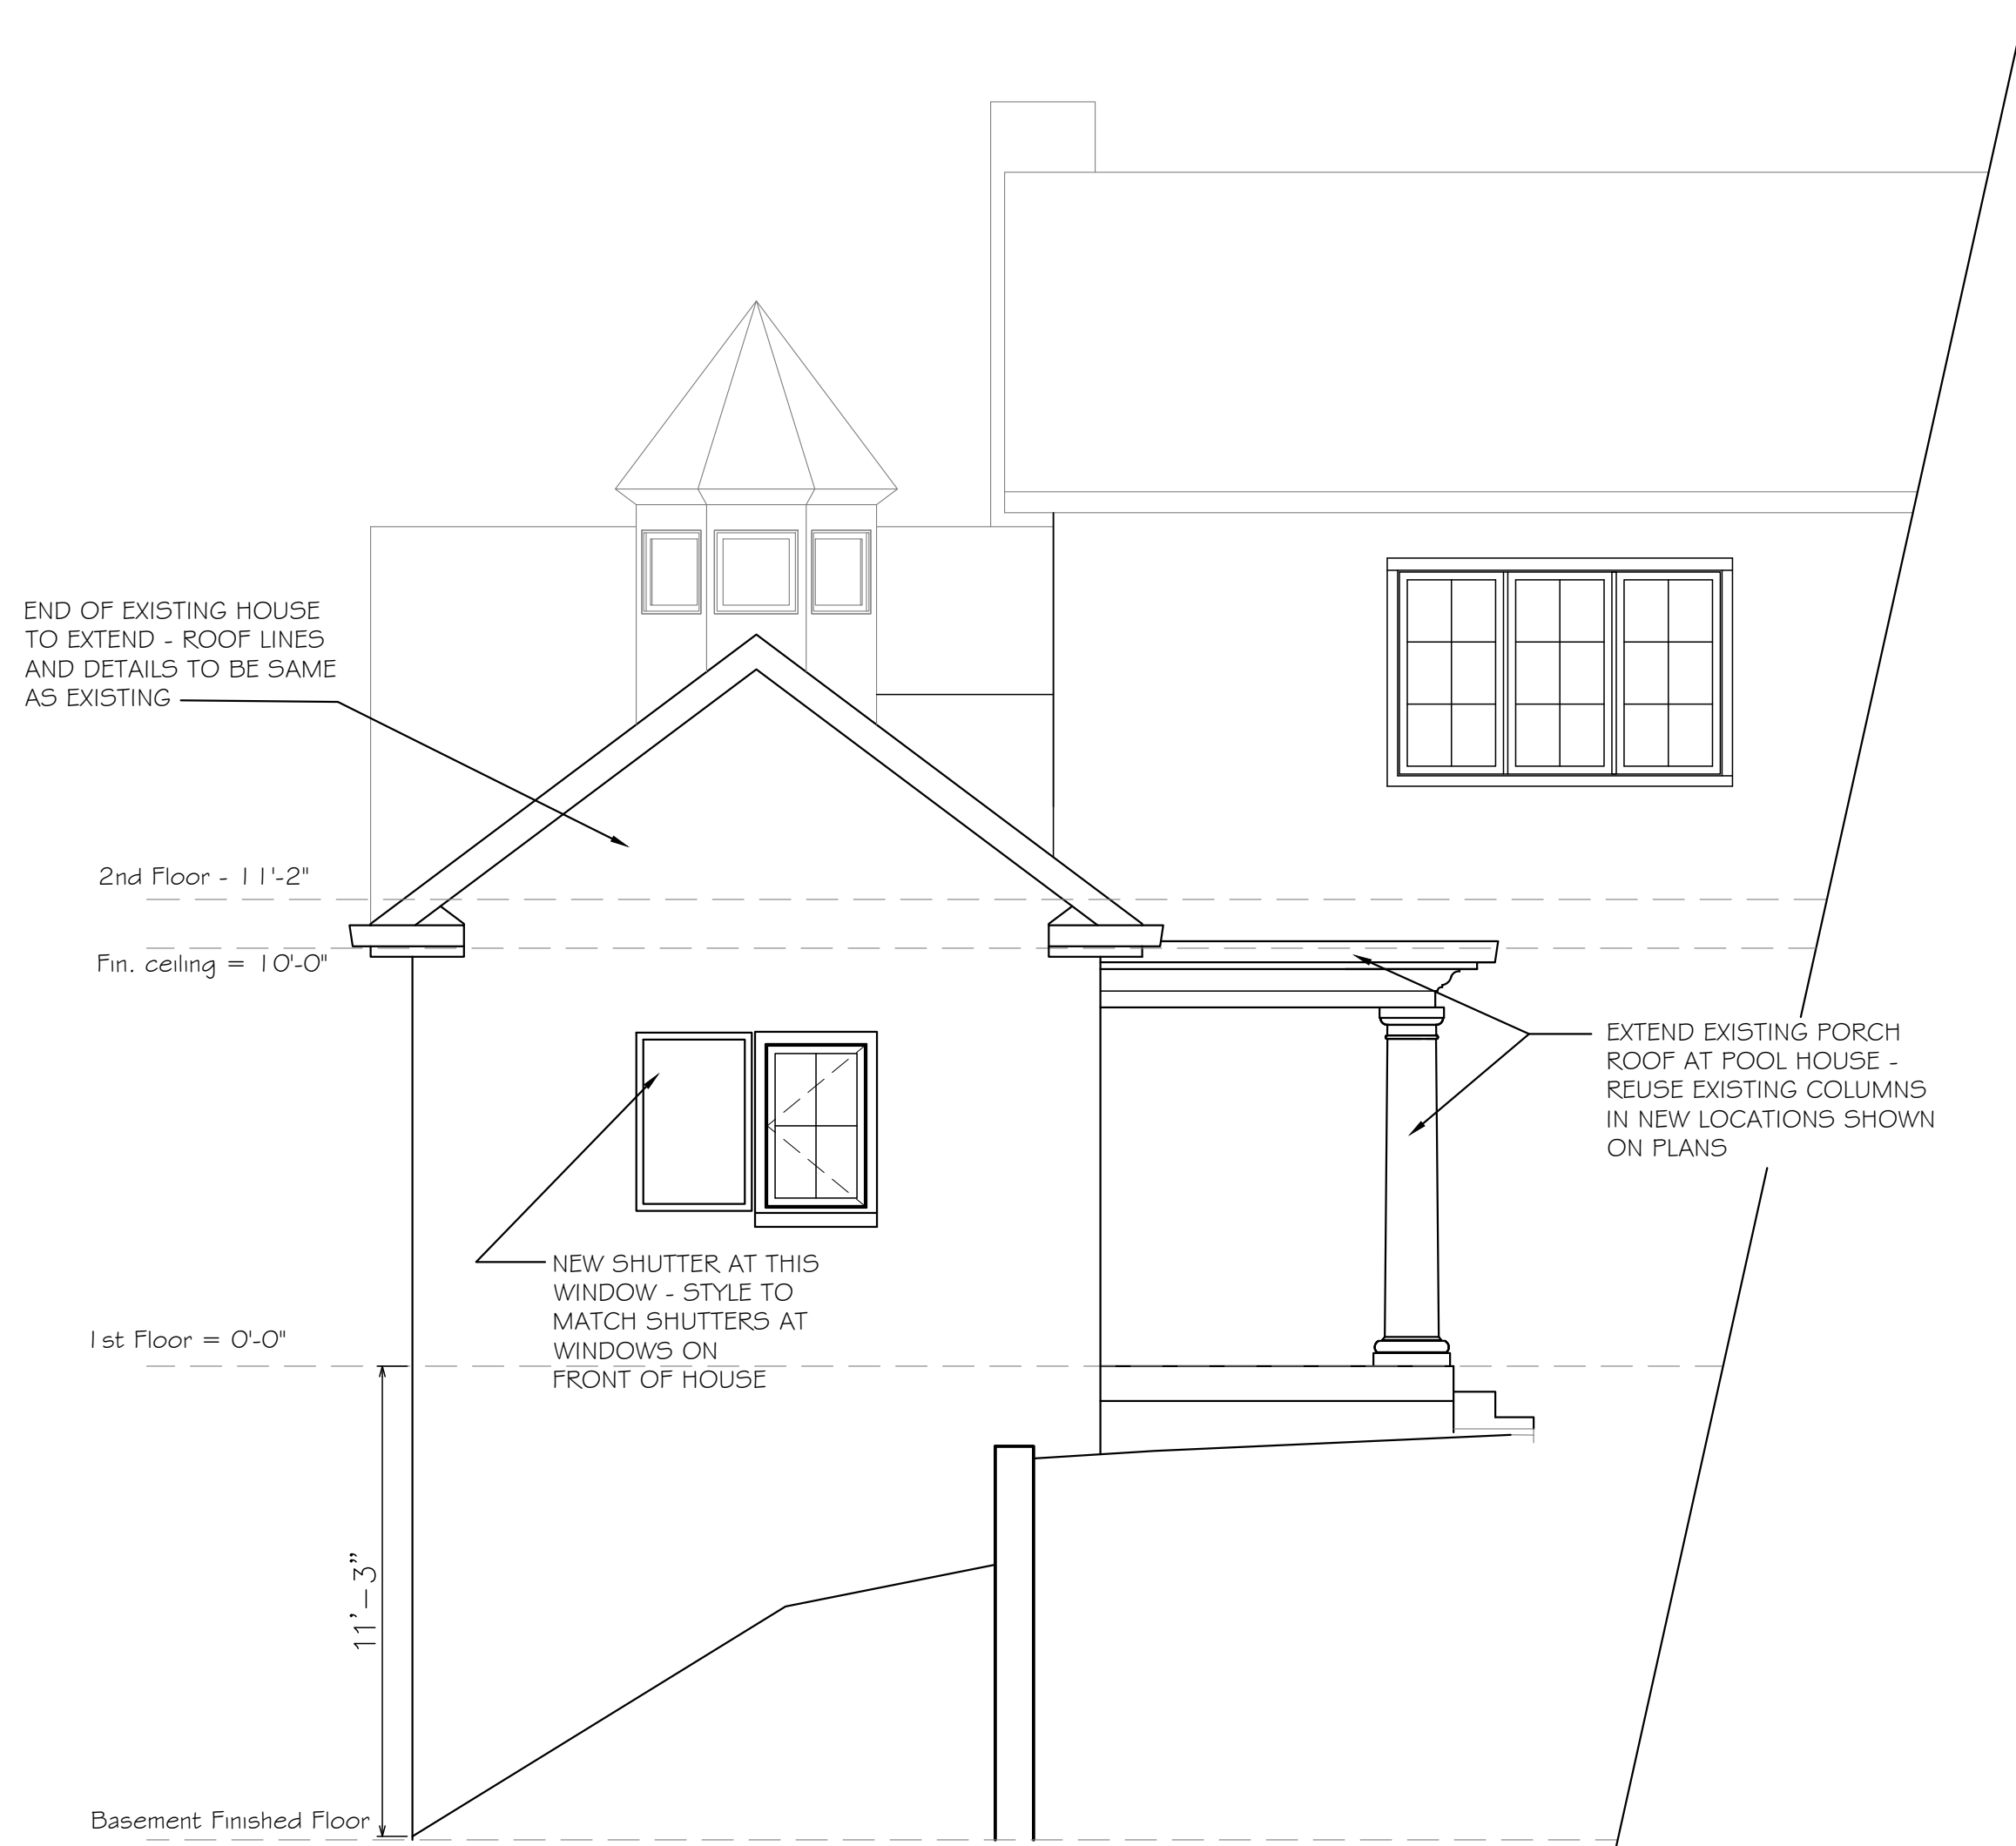 END OF EXISTING HOUSE
TO EXTEND - ROOF LINES
AND DETAILS TO BE SAME
AS EXISTING
2nd Floor - 11'-2"
Fin. ceiling = 10'-0"
EXTEND EXISTING PORCH
ROOF AT POOL HOUSE -
REUSE EXISTING COLUMNS
IN NEW LOCATIONS SHOWN
ON PLANS
NEW SHUTTER AT THIS
WINDOW - STYLE TO
MATCH SHUTTERS AT
WINDOWS ON
FRONT OF HOUSE
1st Floor = 0'-0"
11'-3"
Basement Finished Floor